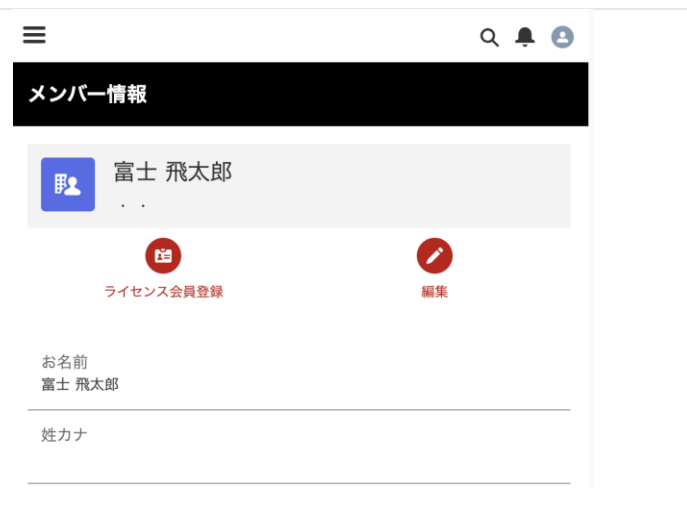 メンバー情報
富士 飛太郎
・ ・
ライセンス会員登録
編集
お名前
富士 飛太郎
姓カナ